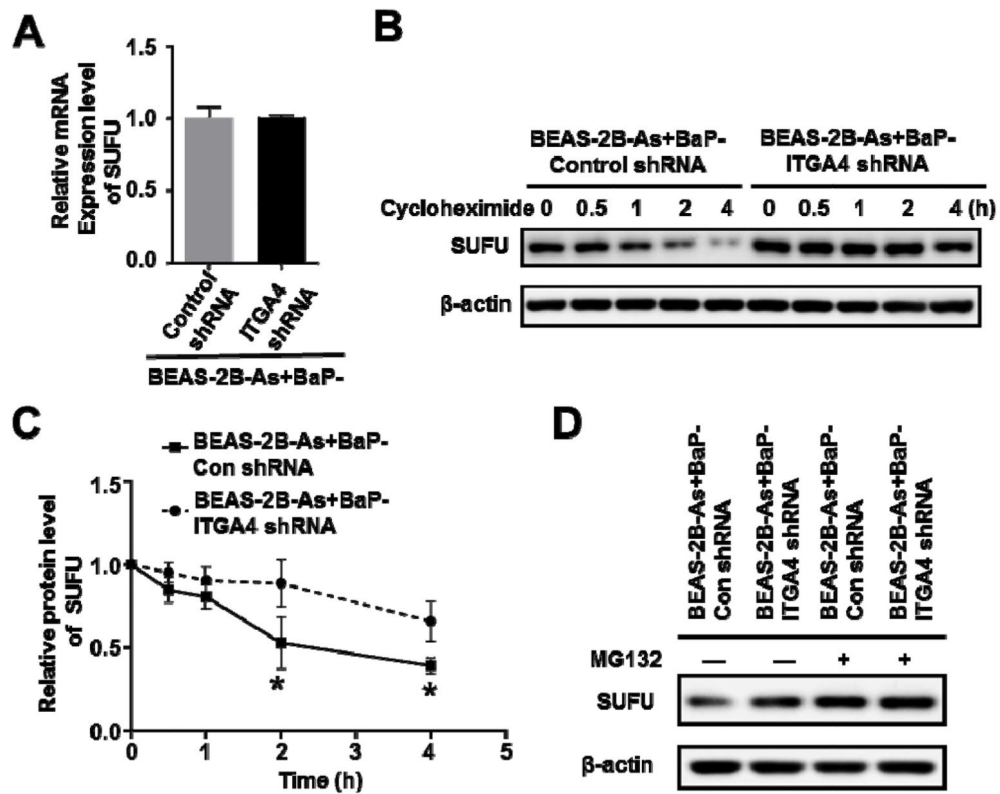 A
Relative mRNA
Expression level
of SUFU
1.5
1.0
0.5
0.0
Control
shRNA
ITGA4
shRNA
BEAS-2B-As+BaP-
B
BEAS-2B-As+BaP-
Control shRNA
BEAS-2B-As+BaP-
ITGA4 shRNA
Cycloheximide 0 0.5 1 2 4 0 0.5 1 2 4 (h)
SUFU
β-actin
C
BEAS-2B-As+BaP-
Con shRNA
BEAS-2B-As+BaP-
ITGA4 shRNA
Relative protein level
of SUFU
1.5
1.0
0.5
0.0
*
*
0 1 2 3 4 5
Time (h)
D
BEAS-2B-As+BaP-
Con shRNA
BEAS-2B-As+BaP-
ITGA4 shRNA
BEAS-2B-As+BaP-
Con shRNA
BEAS-2B-As+BaP-
ITGA4 shRNA
MG132 — — + +
SUFU
β-actin